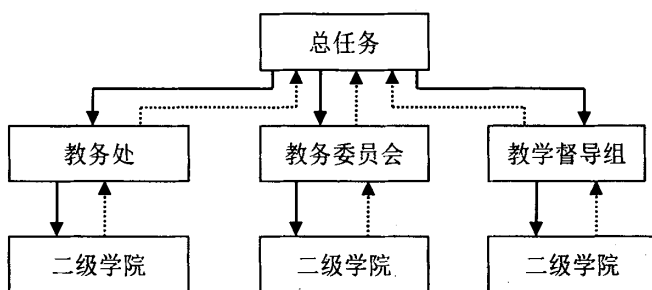 总任务
教务处
教务委员会
教学督导组
二级学院
二级学院
二级学院